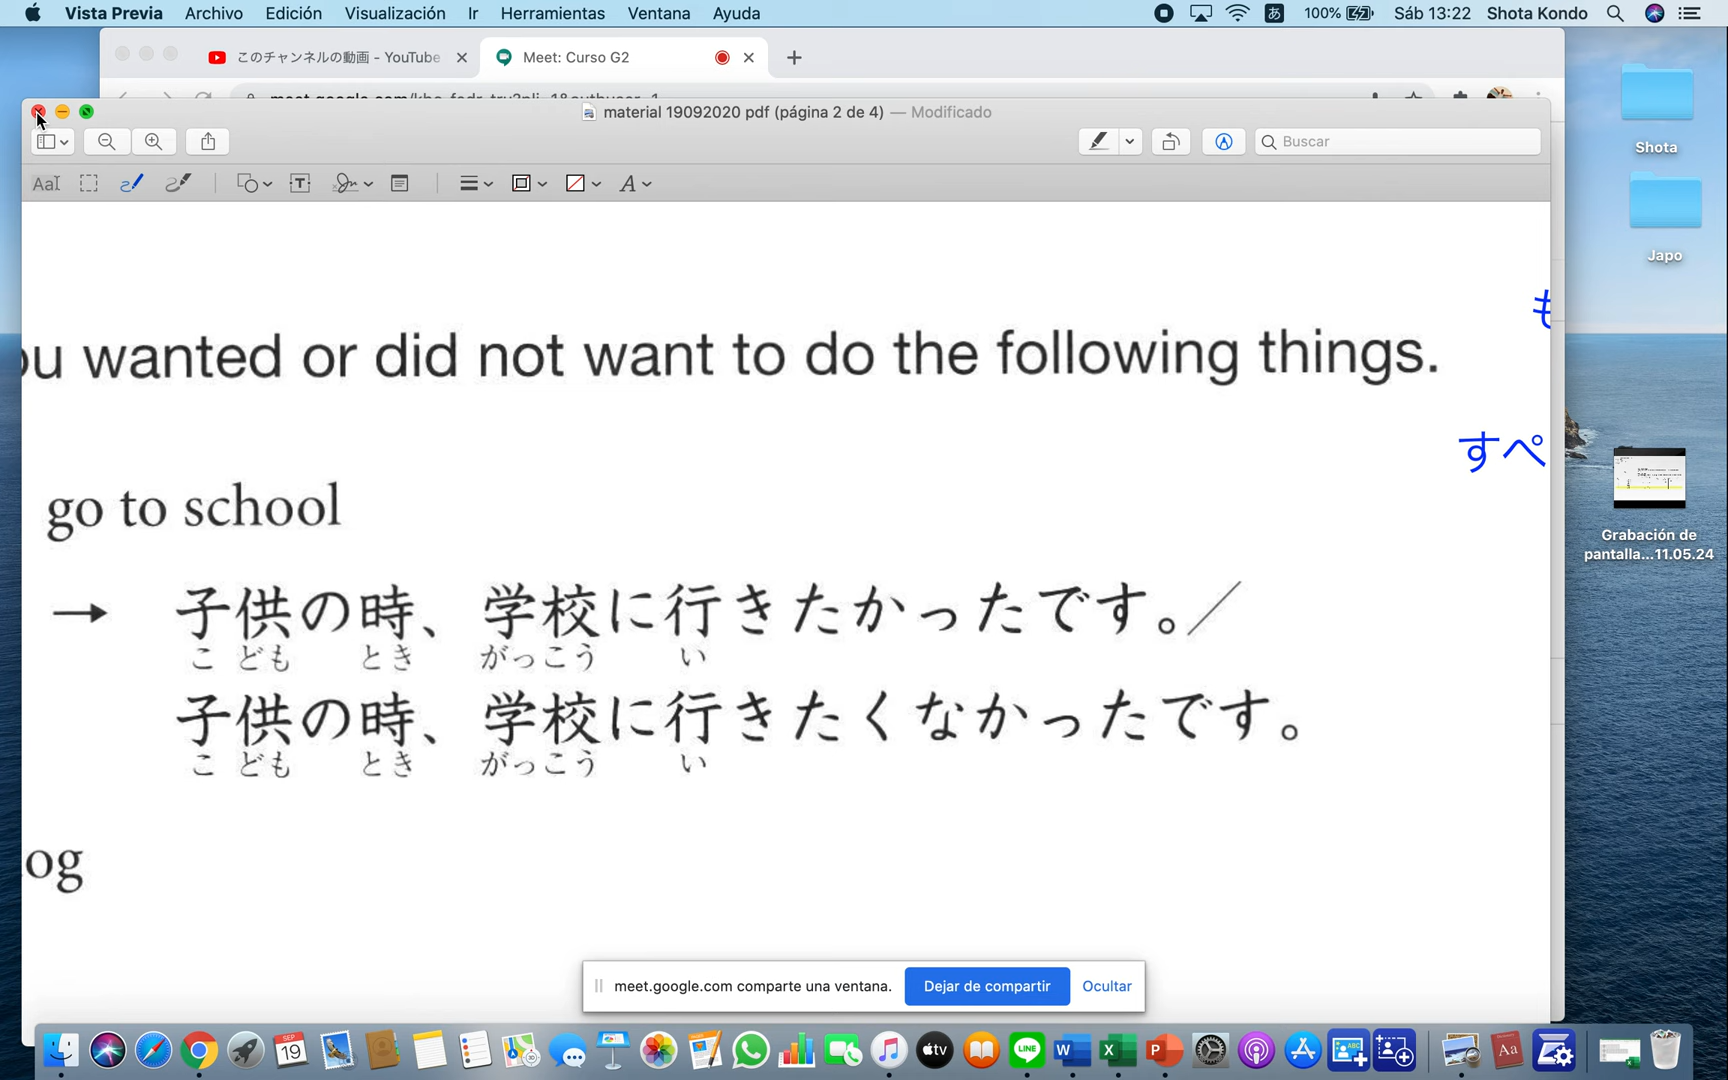 Vista Previa Archivo Edición Visualización Ir Herramientas Ventana Ayuda 100% Sáb 13:22 Shota Kondo
このチャンネルの動画 - YouTube Meet: Curso G2
material 19092020 pdf (página 2 de 4) — Modificado
Buscar
ou wanted or did not want to do the following things.
すぺ
go to school
→ 子供の時、学校に行きたかったです。／
こ ども とき がっこう い
子供の時、学校に行きたくなかったです。
こ ども とき がっこう い
og
meet.google.com comparte una ventana. Dejar de compartir Ocultar
Shota
Japo
Grabación de
pantalla...11.05.24
SEP
19
tv
LINE
W X P
Aa